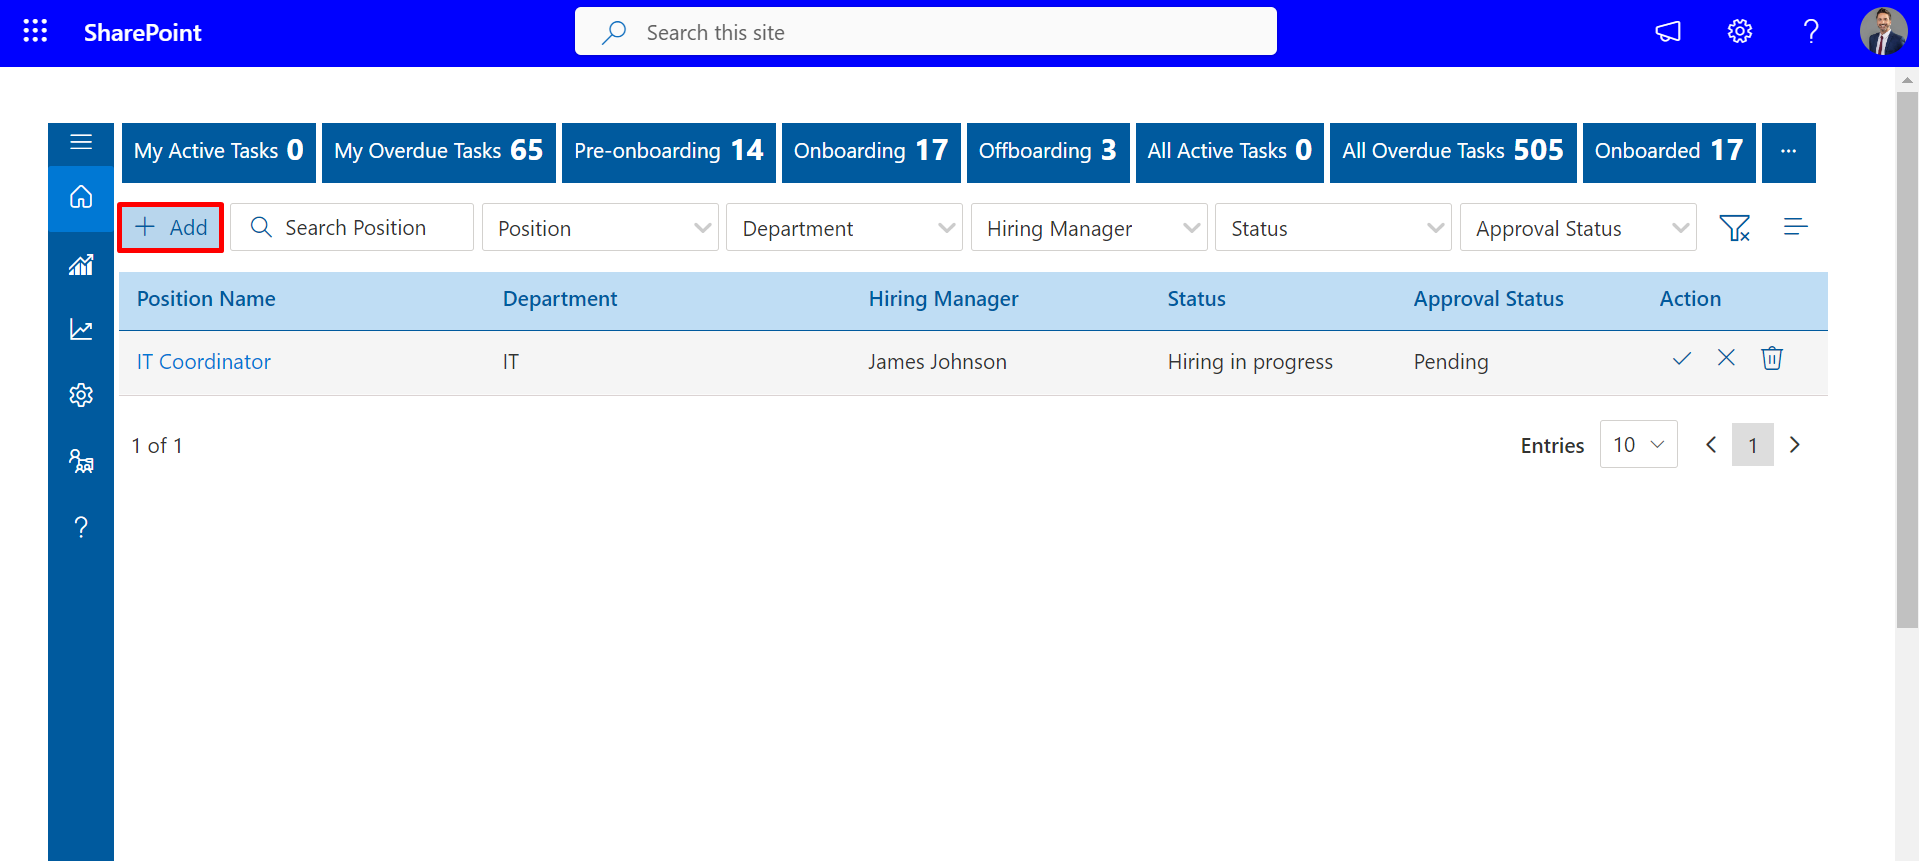 SharePoint
Search this site
My Active Tasks 0
My Overdue Tasks 65
Pre-onboarding 14
Onboarding 17
Offboarding 3
All Active Tasks 0
All Overdue Tasks 505
Onboarded 17
...
Add
Search Position
Position
Department
Hiring Manager
Status
Approval Status
Position Name Department Hiring Manager Status Approval Status Action
IT Coordinator IT James Johnson Hiring in progress Pending
1 of 1
Entries 10
1
?